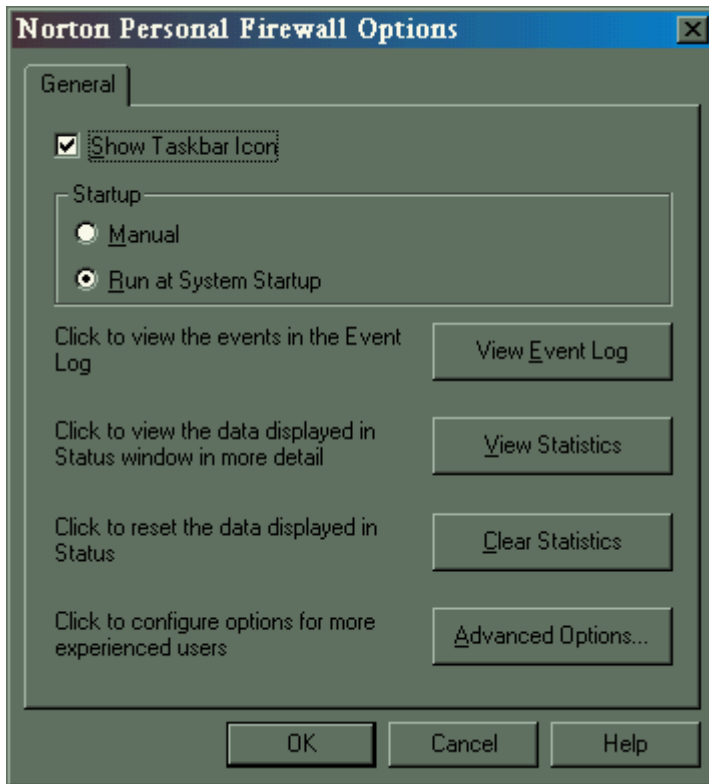 Norton Personal Firewall Options
General
Show Taskbar Icon
Startup
Manual
Run at System Startup
Click to view the events in the Event
Log
View Event Log
Click to view the data displayed in
Status window in more detail
View Statistics
Click to reset the data displayed in
Status
Clear Statistics
Click to configure options for more
experienced users
Advanced Options...
OK
Cancel
Help